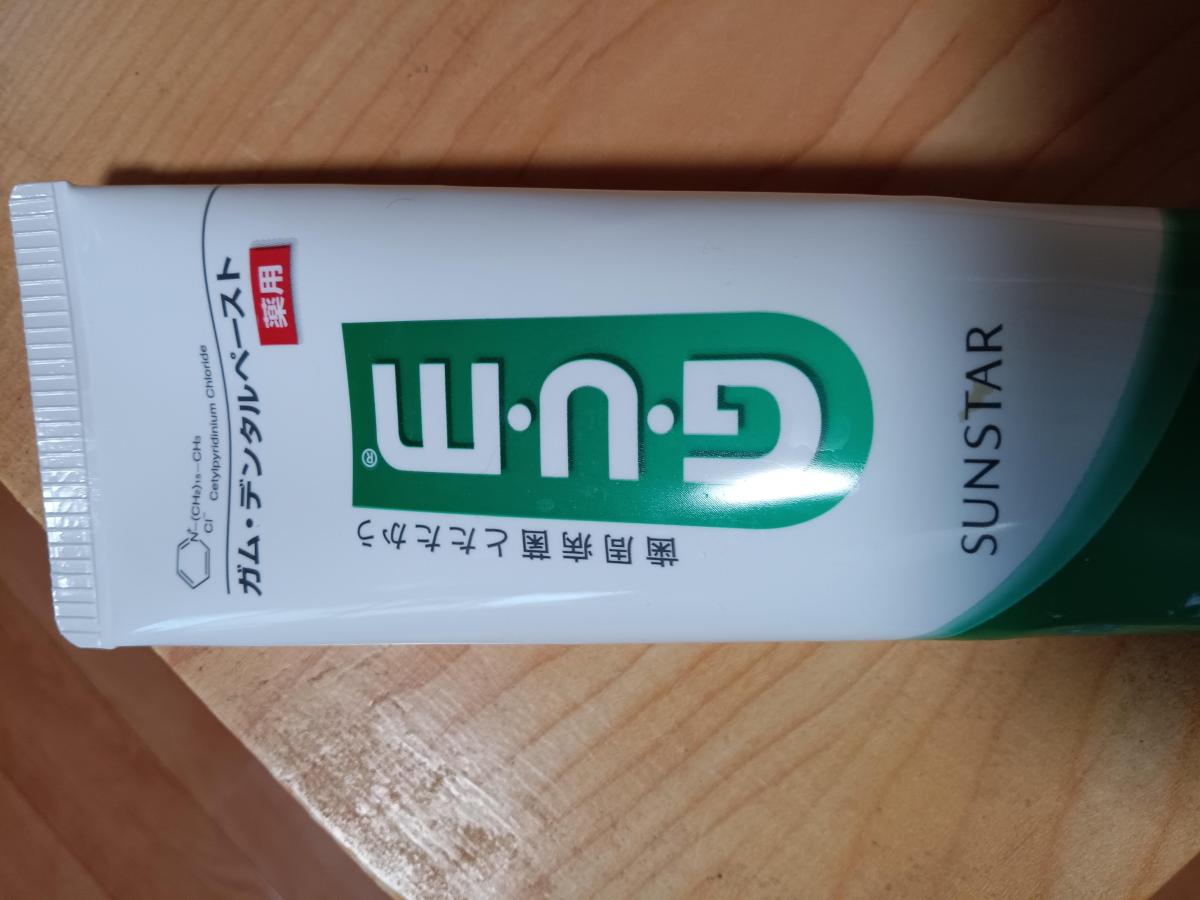 N⁺–(CH₂)₁₅–CH₃
Cl⁻ Cetylpyridinium Chloride
ガム・デンタルペースト
薬用
G・U・M®
歯周病菌とたたかう
SUNSTAR